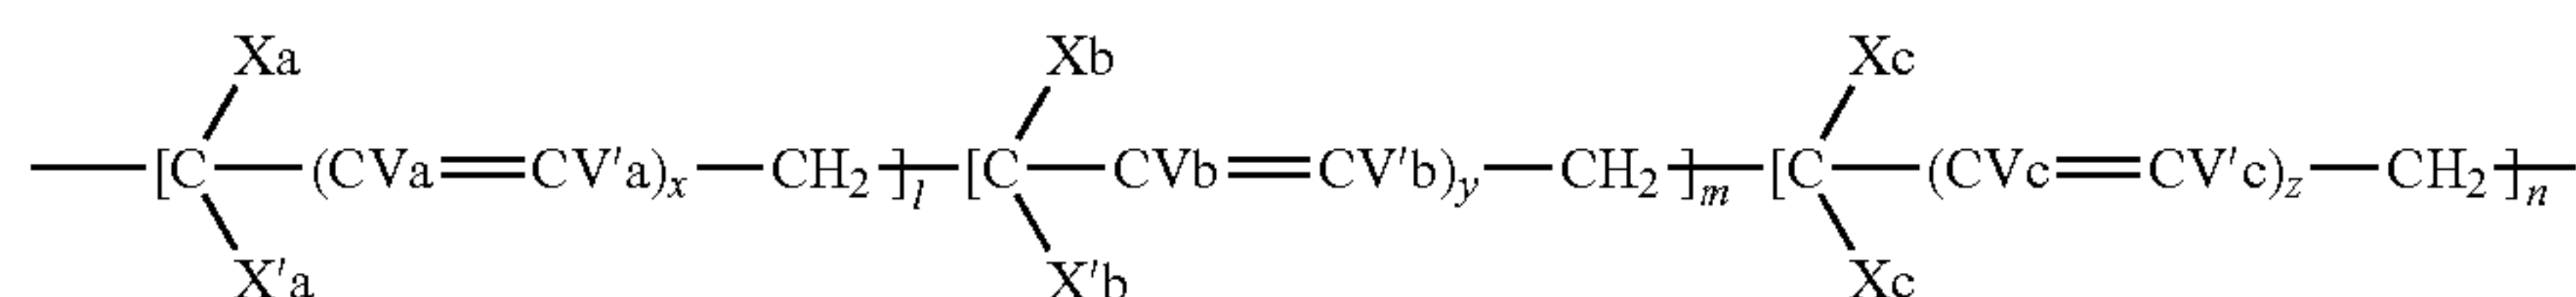 Xa Xb Xc
[C—(CVa=CV'a)x—CH2]l—[C—CVb=CV'b)y—CH2]m—[C—(CVc=CV'c)z—CH2]n
X'a X'b Xc